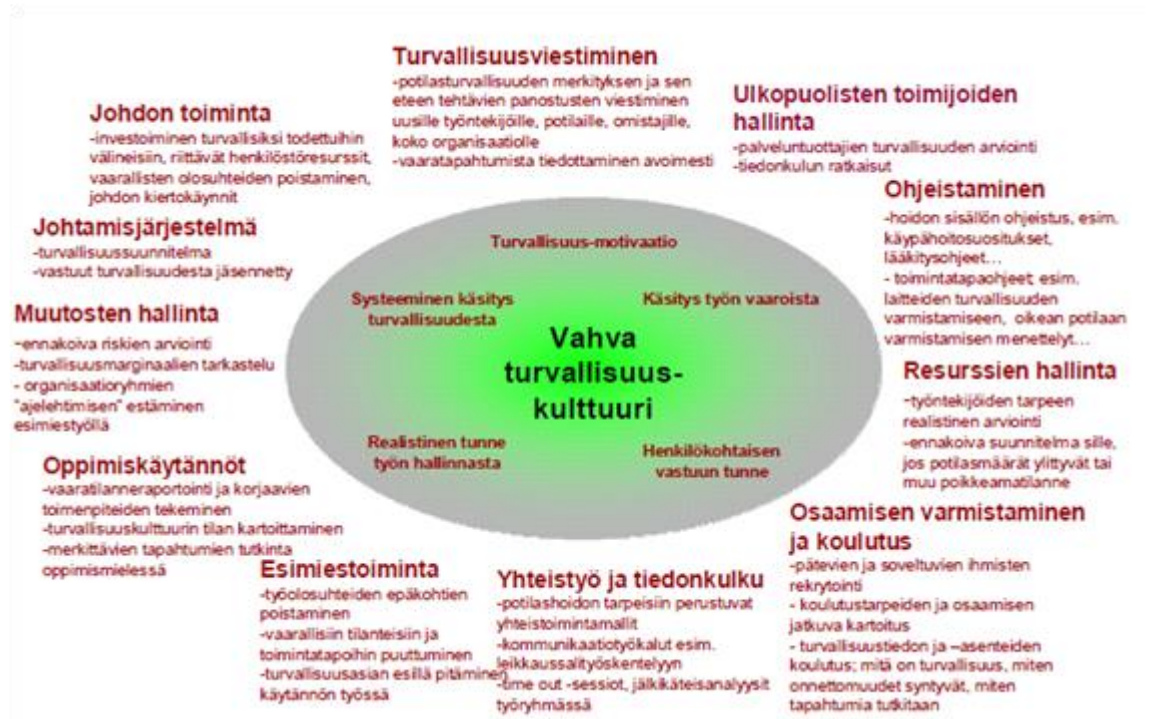 Turvallisuusviestiminen
-potilasturvallisuuden merkityksen ja sen
eteen tehtävien panostusten viestiminen
uusille työntekijöille, potilaille, omistajille,
koko organisaatiolle
-vaaratapahtumista tiedottaminen avoimesti
Ulkopuolisten toimijoiden
hallinta
-palveluntuottajien turvallisuuden arviointi
-tiedonkulun ratkaisut
Johdon toiminta
-investoiminen turvallisiksi todettuihin
välineisiin, riittävät henkilöstöresurssit,
vaarallisten olosuhteiden poistaminen,
johdon kiertokäynnit
Ohjeistaminen
-hoidon sisällön ohjeistus, esim.
käypähoitosuositukset,
lääkitysohjeet...
- toimintatapaohjeet; esim.
laitteiden turvallisuuden
varmistamiseen, oikean potilaan
varmistamisen menettelyt...
Johtamisjärjestelmä
-turvallisuussuunnitelma
-vastuut turvallisuudesta jäsennetty
Turvallisuus-motivaatio
Systeeminen käsitys
turvallisuudesta
Käsitys työn vaaroista
Vahva
turvallisuus-
kulttuuri
Realistinen tunne
työn hallinnasta
Henkilökohtaisen
vastuun tunne
Muutosten hallinta
-ennakoiva riskien arviointi
-turvallisuusmarginaalien tarkastelu
- organisaatioryhmien
"ajelehtimisen" estäminen
esimiestyöllä
Resurssien hallinta
-työntekijöiden tarpeen
realistinen arviointi
-ennakoiva suunnitelma sille,
jos potilasmäärät ylittyvät tai
muu poikkeamatilanne
Oppimiskäytännöt
-vaaratilanneraportointi ja korjaavien
toimenpiteiden tekeminen
-turvallisuuskulttuurin tilan kartoittaminen
-merkittävien tapahtumien tutkinta
oppimismielessä
Esimiestoiminta
-työolosuhteiden epäkohtien
poistaminen
-vaarallisiin tilanteisiin ja
toimintatapoihin puuttuminen
-turvallisuusasian esillä pitäminen
käytännön työssä
Yhteistyö ja tiedonkulku
-potilashoidon tarpeisiin perustuvat
yhteistoimintamallit
-kommunikaatiotyökalut esim.
leikkaussalityöskentelyyn
-time out -sessiot, jälkikäteisanalyysit
työryhmässä
Osaamisen varmistaminen
ja koulutus
-pätevien ja soveltuvien ihmisten
rekrytointi
- koulutustarpeiden ja osaamisen
jatkuva kartoitus
- turvallisuustiedon ja –asenteiden
koulutus; mitä on turvallisuus, miten
onnettomuudet syntyvät, miten
tapahtumia tutkitaan